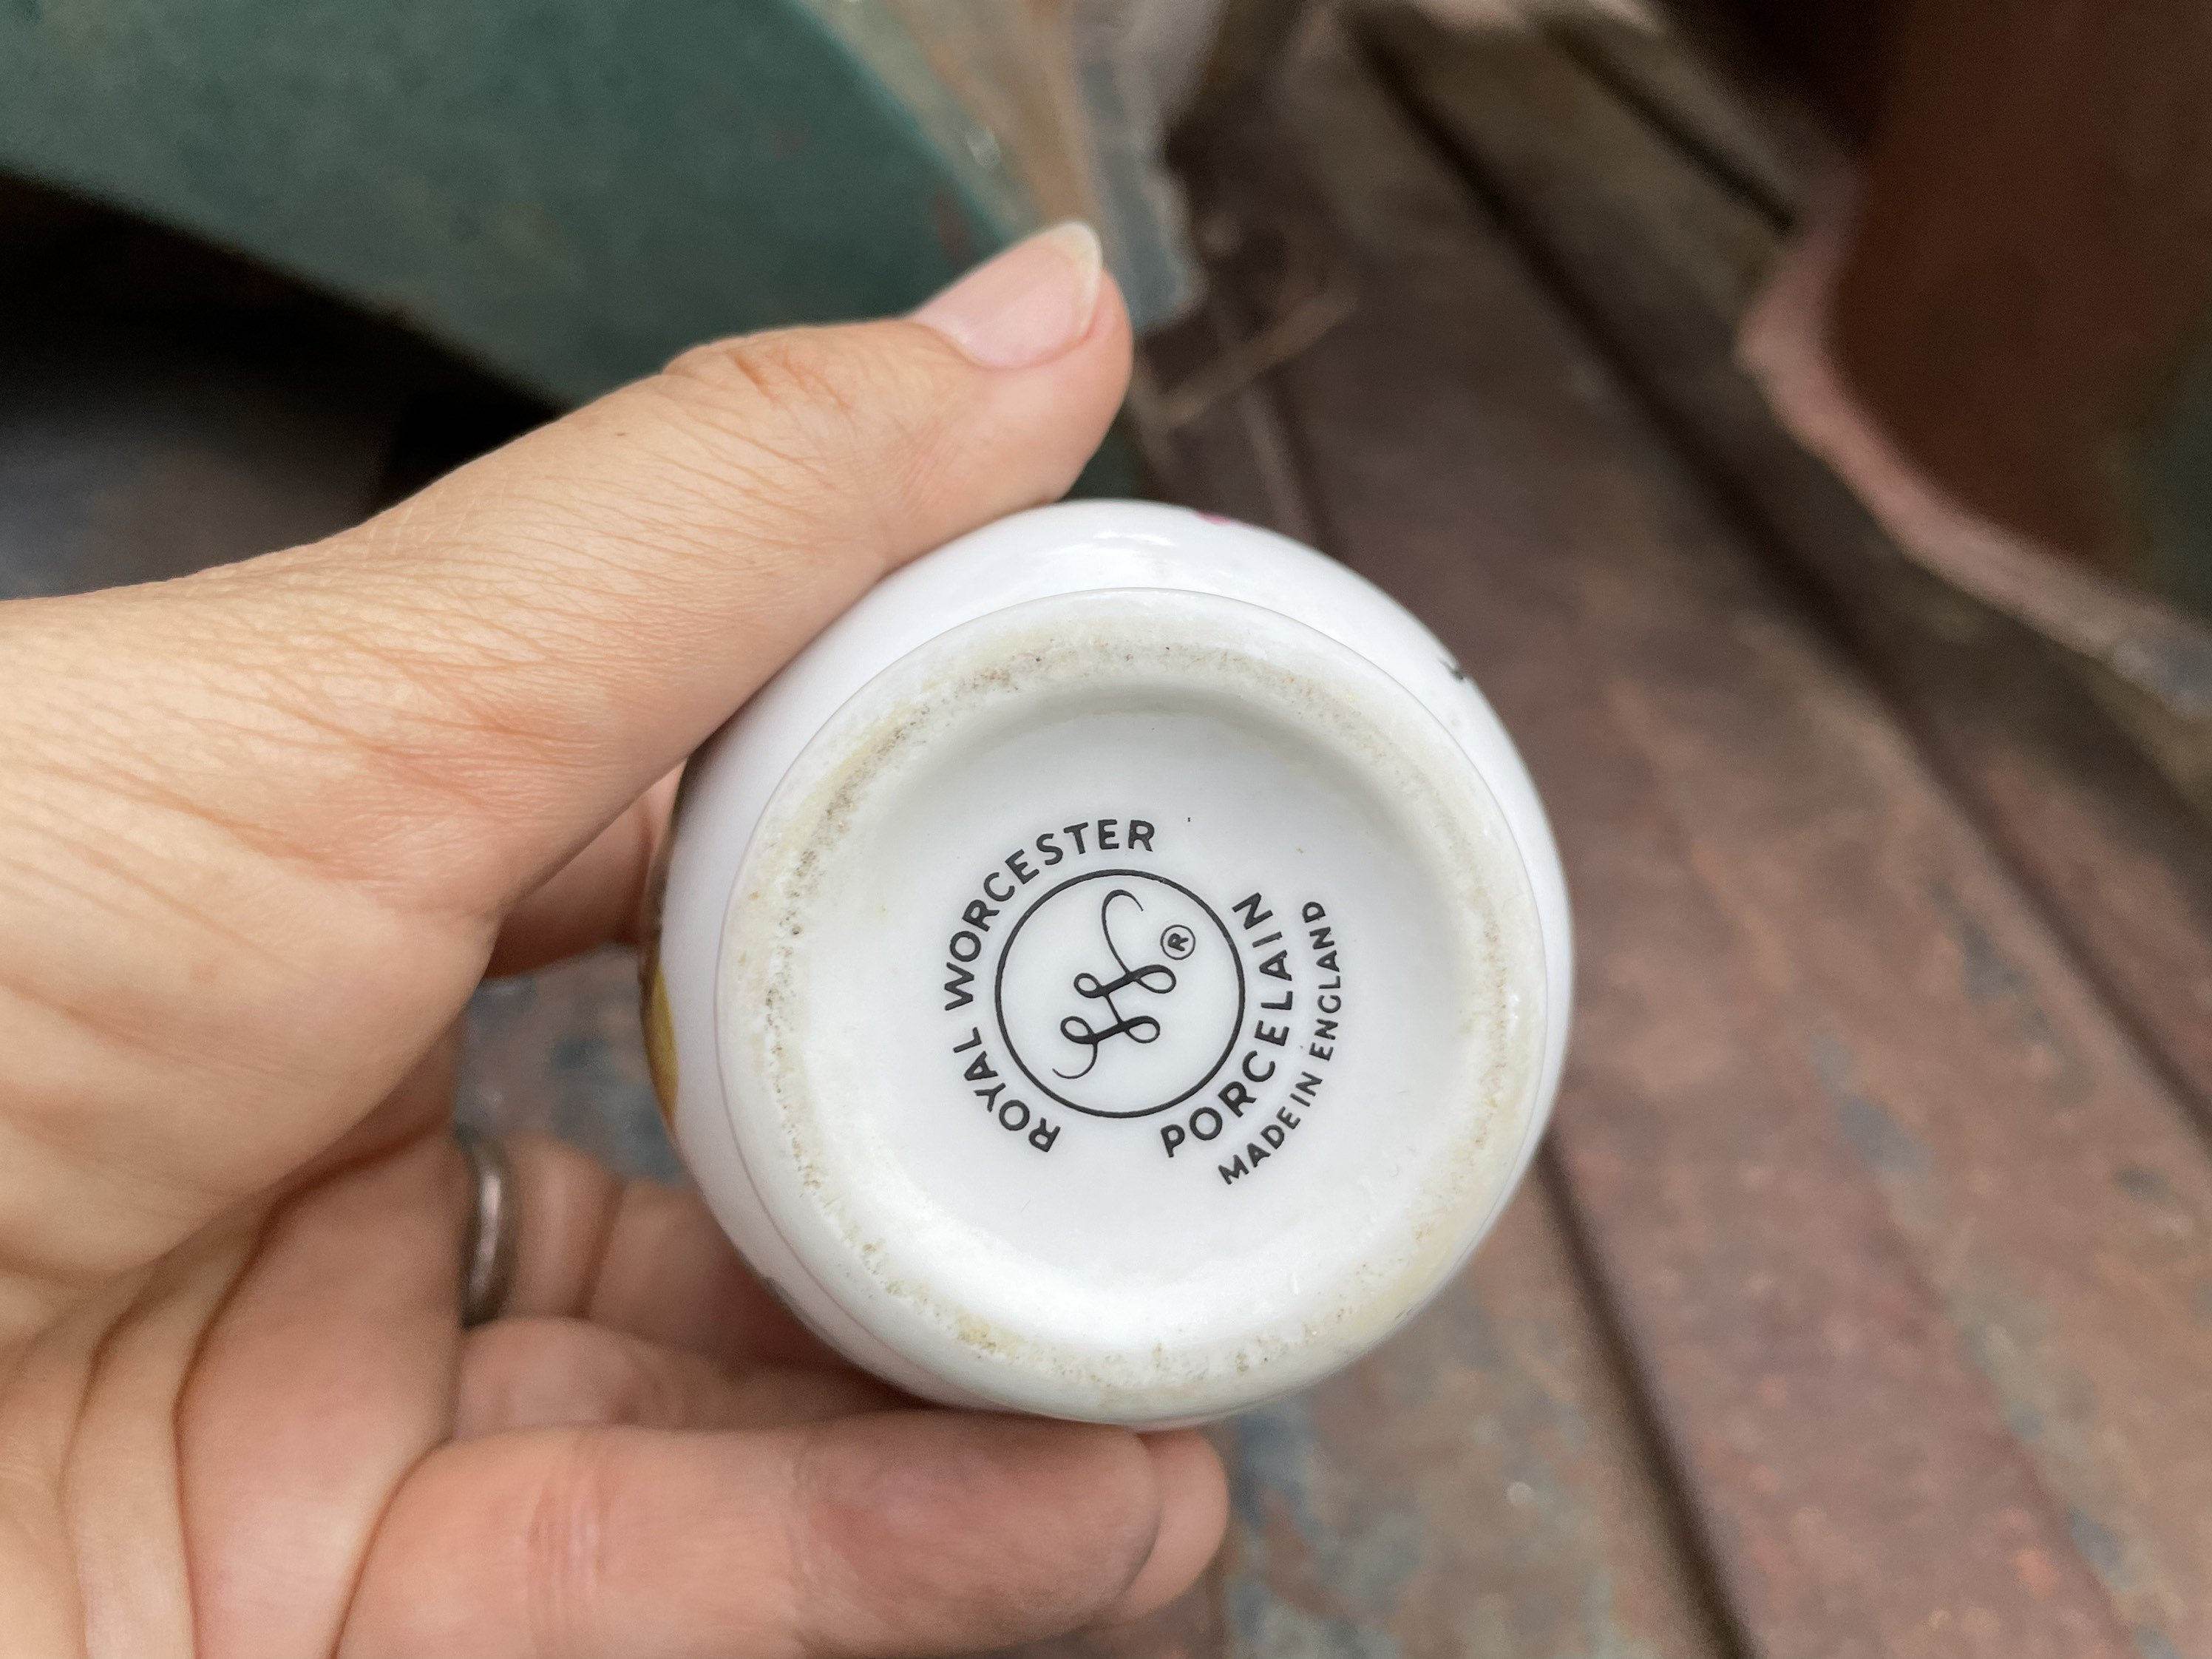 ROYAL WORCESTER
®
PORCELAIN
MADE IN ENGLAND